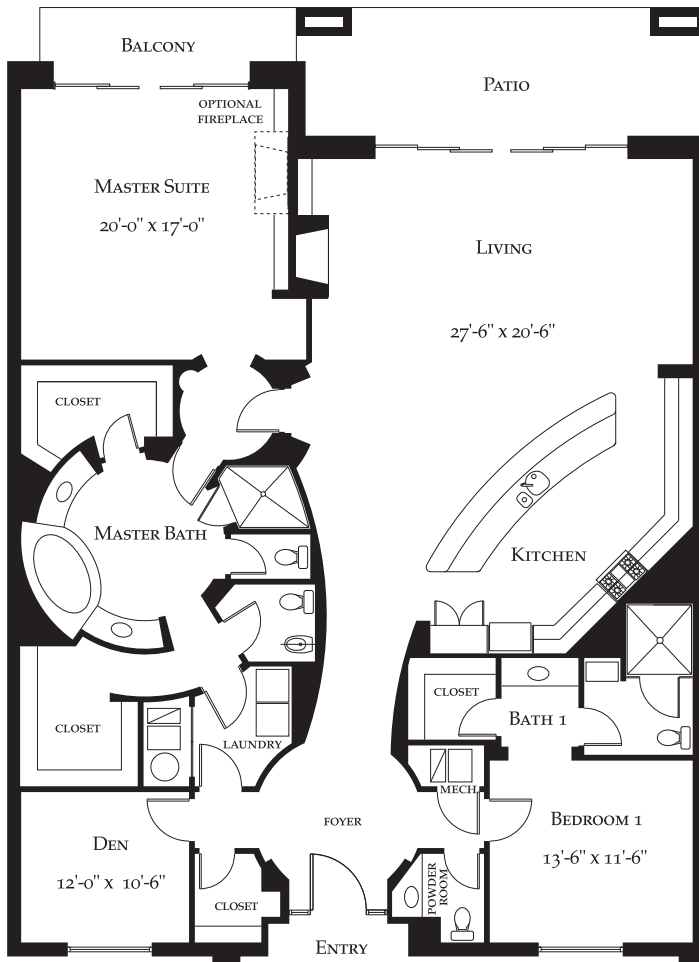 Balcony
Patio
Optional
Fireplace
Master Suite
20'-0" x 17'-0"
Living
27'-6" x 20'-6"
Closet
Master Bath
Kitchen
Closet
Bath 1
Closet
Laundry
Mech.
Foyer
Bedroom 1
13'-6" x 11'-6"
Den
12'-0" x 10'-6"
Powder
Room
Closet
Entry